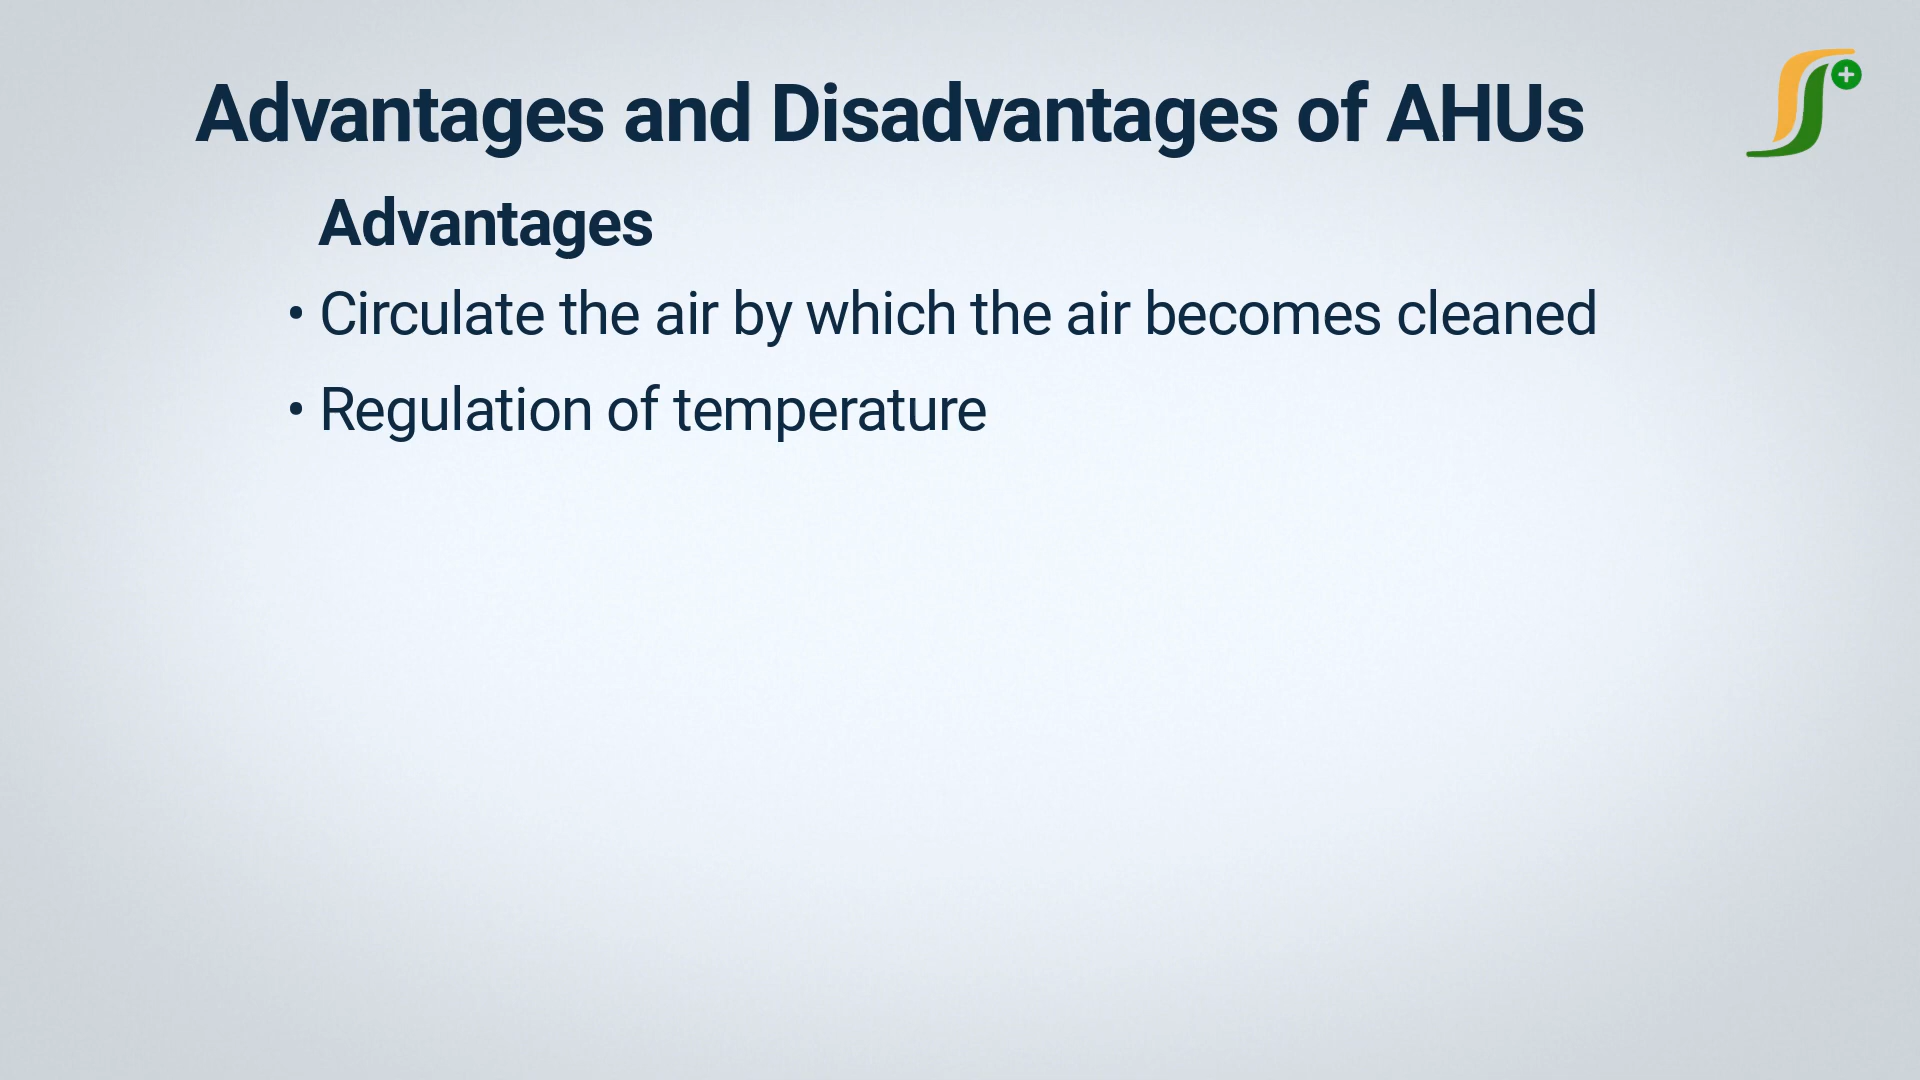 Advantages and Disadvantages of AHUs
Advantages
• Circulate the air by which the air becomes cleaned
• Regulation of temperature